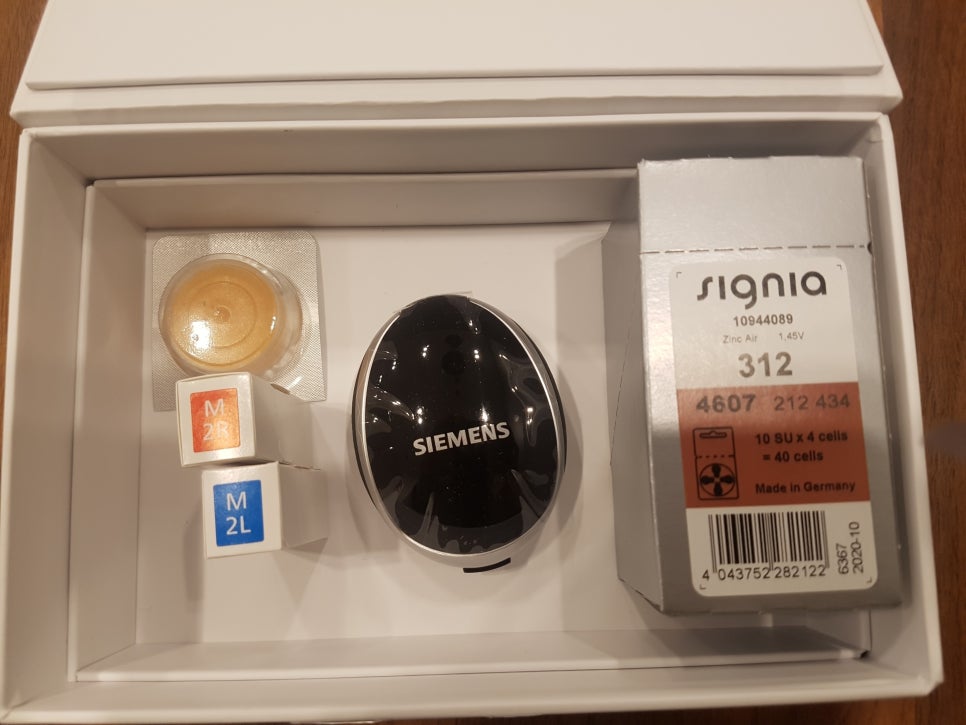 M
2R
M
2L
SIEMENS
signia
10944089
Zinc Air 1,45V
312
4607 212 434
10 SU x 4 cells
= 40 cells
Made in Germany
4 043752 282122
6367
2020-10